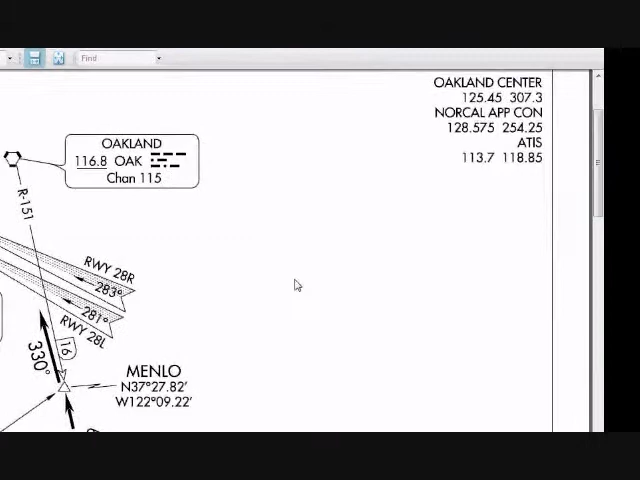 Find
OAKLAND CENTER
125.45 307.3
NORCAL APP CON
128.575 254.25
ATIS
113.7 118.85
OAKLAND
116.8 OAK
Chan 115
R-151
RWY 28R
283°
281°
RWY 28L
330°
16
MENLO
N37°27.82'
W122°09.22'